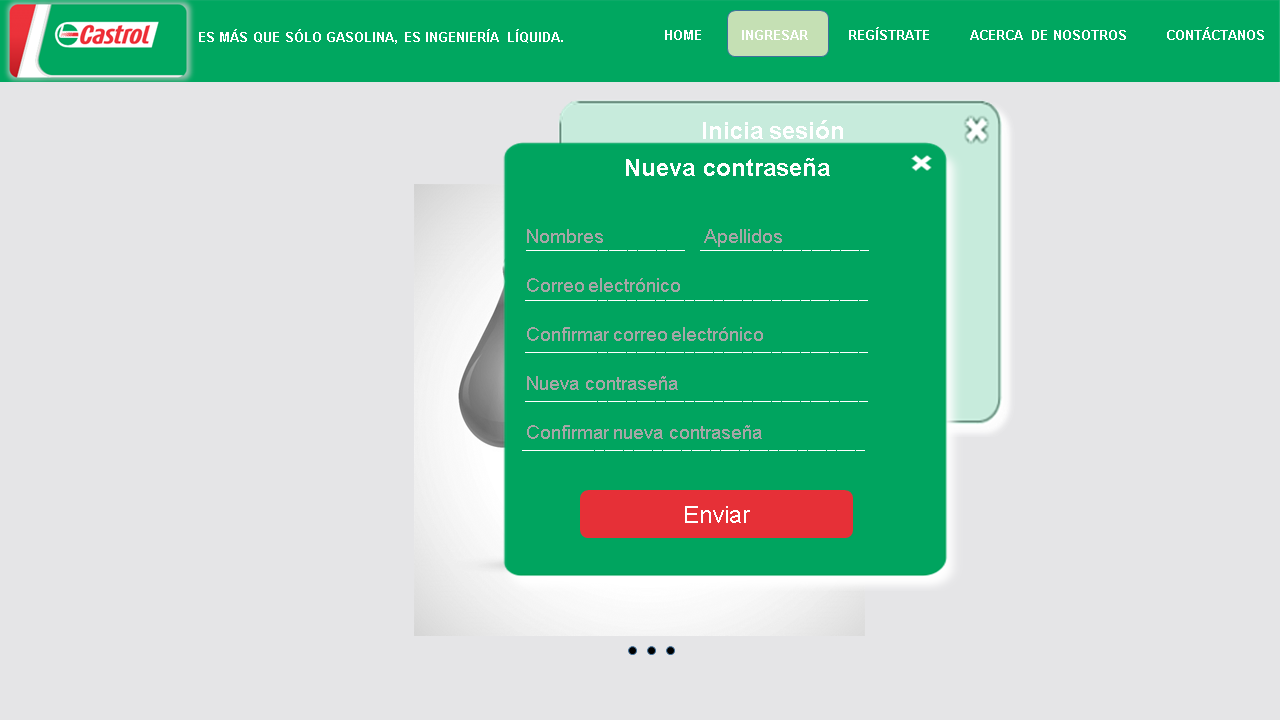 Castrol
ES MÁS QUE SÓLO GASOLINA, ES INGENIERÍA LÍQUIDA.
HOME
INGRESAR
REGÍSTRATE
ACERCA DE NOSOTROS
CONTÁCTANOS
Inicia sesión
Nueva contraseña
Nombres
Apellidos
Correo electrónico
Confirmar correo electrónico
Nueva contraseña
Confirmar nueva contraseña
Enviar